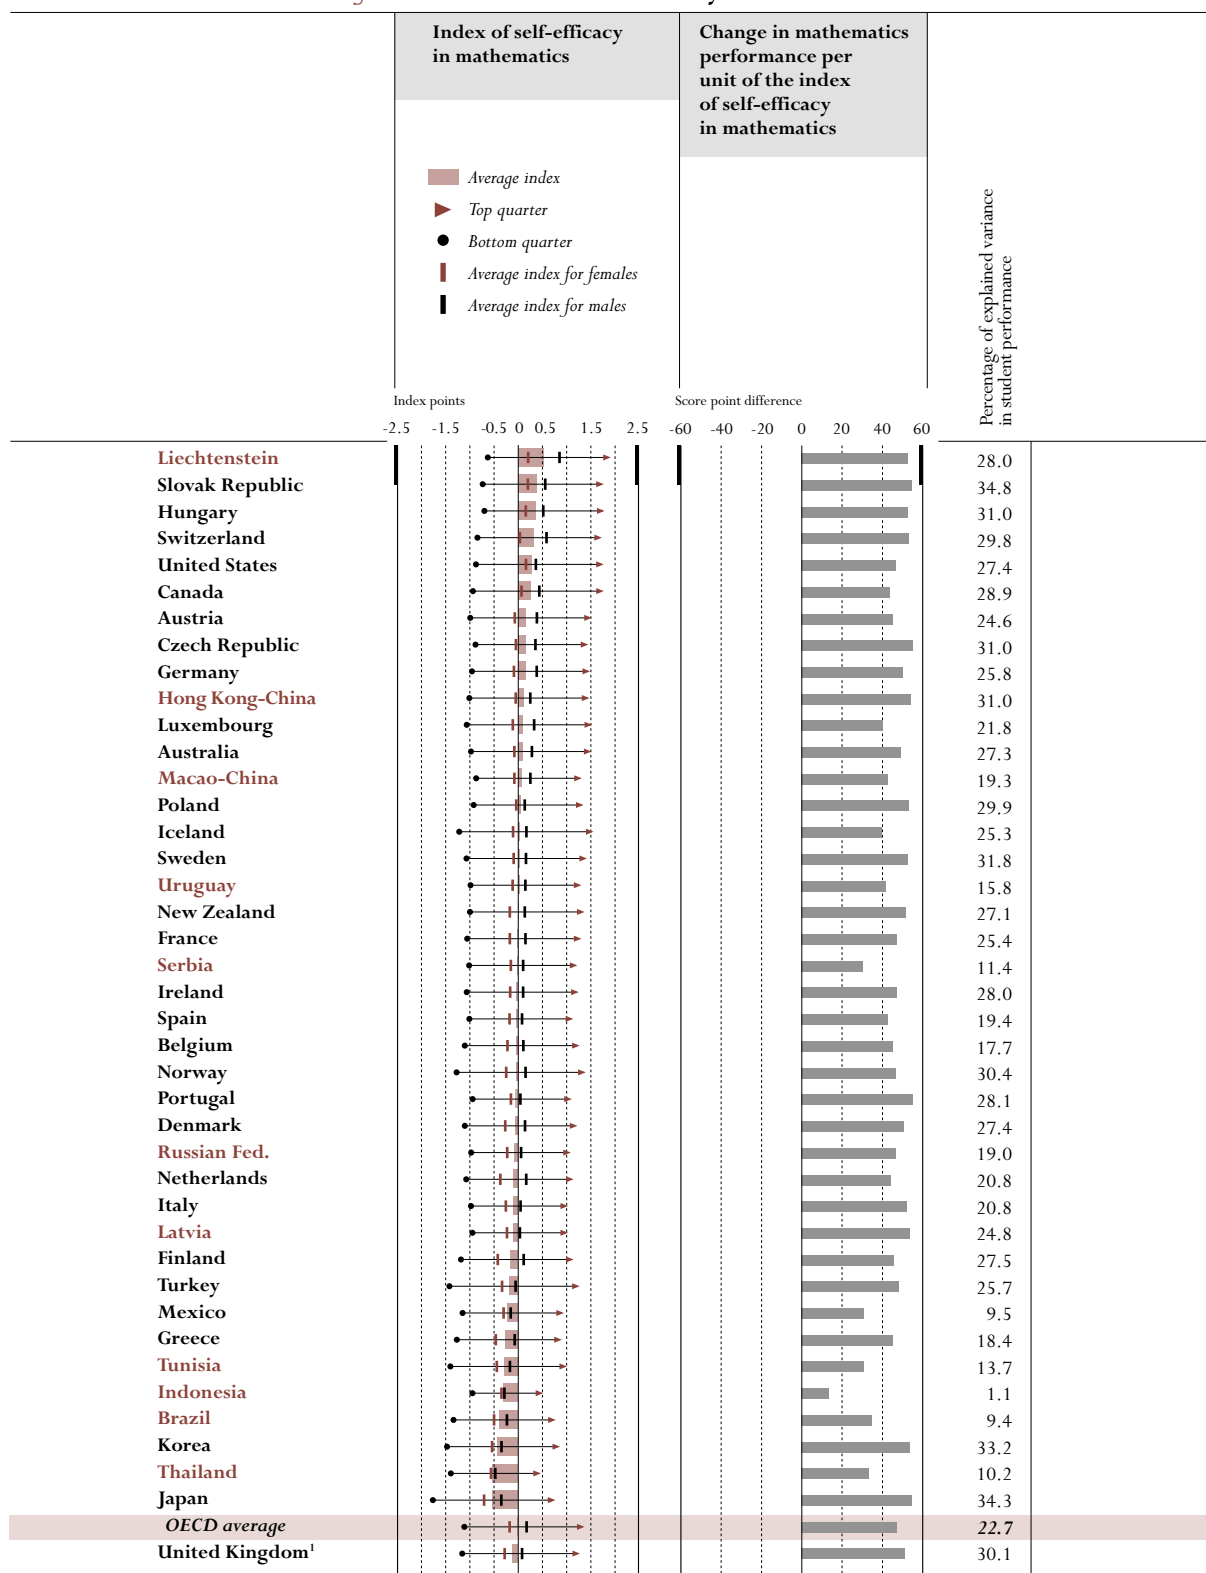 Index of self-efficacy
in mathematics
Change in mathematics
performance per
unit of the index
of self-efficacy
in mathematics
Average index
Top quarter
Bottom quarter
Average index for females
Average index for males
Percentage of explained variance
in student performance
Index points
Score point difference
-2.5 -1.5 -0.5 0 0.5 1.5 2.5 -60 -20 -20 0 20 40 60
Liechtenstein 28.0
Slovak Republic 34.8
Hungary 31.0
Switzerland 29.8
United States 27.4
Canada 28.9
Austria 24.6
Czech Republic 31.0
Germany 25.8
Hong Kong-China 31.0
Luxembourg 21.8
Australia 27.3
Macao-China 19.3
Poland 29.9
Iceland 25.3
Sweden 31.8
Uruguay 15.8
New Zealand 27.1
France 25.4
Serbia 11.4
Ireland 28.0
Spain 19.4
Belgium 17.7
Norway 30.4
Portugal 28.1
Denmark 27.4
Russian Fed. 19.0
Netherlands 20.8
Italy 20.8
Latvia 24.8
Finland 27.5
Turkey 25.7
Mexico 9.5
Greece 18.4
Tunisia 13.7
Indonesia 1.1
Brazil 9.4
Korea 33.2
Thailand 10.2
Japan 34.3
OECD average 22.7
United Kingdom¹ 30.1